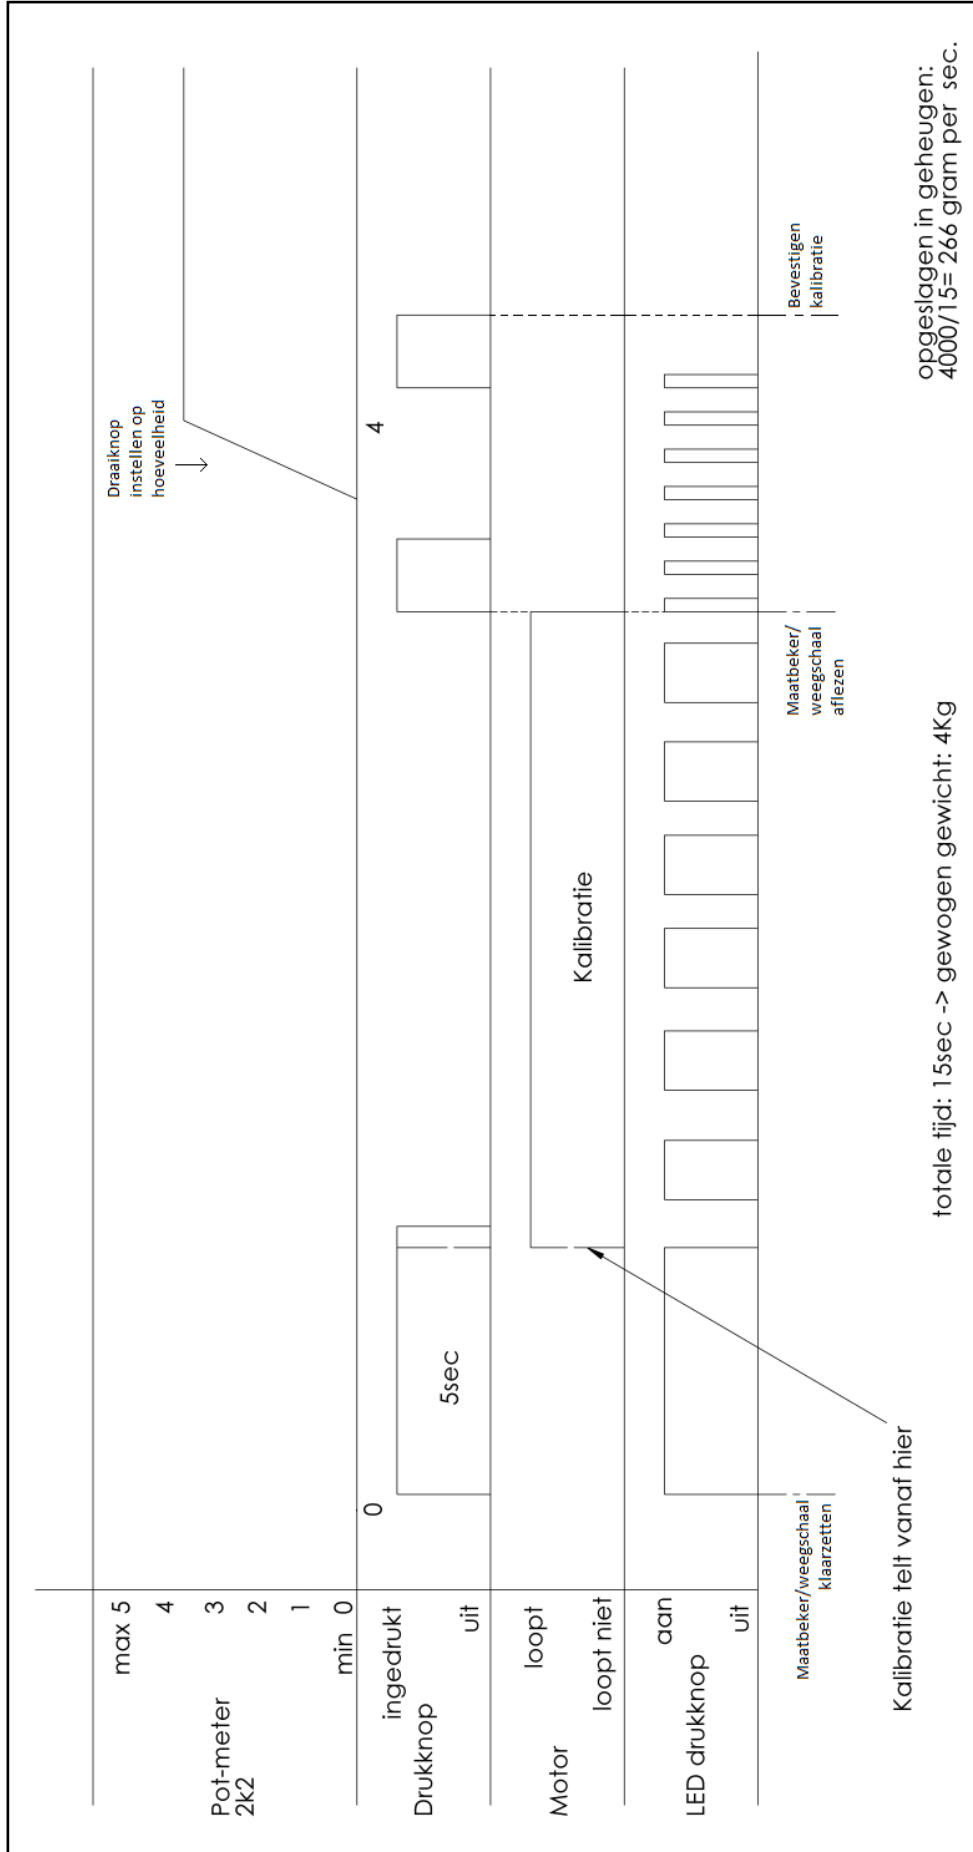 Pot-meter
2k2
max 5
4
3
2
1
min 0
Draaiknop
instellen op
hoeveelheid
0
4
Drukknop
ingedrukt
uit
5sec
Motor
loopt
loopt niet
Kalibratie
LED drukknop
aan
uit
Maatbeker/weegschaal
klaarzetten
Maatbeker/
weegschaal
aflezen
Bevestigen
kalibratie
Kalibratie telt vanaf hier
totale tijd: 15sec -> gewogen gewicht: 4Kg
opgeslagen in geheugen:
4000/15= 266 gram per sec.